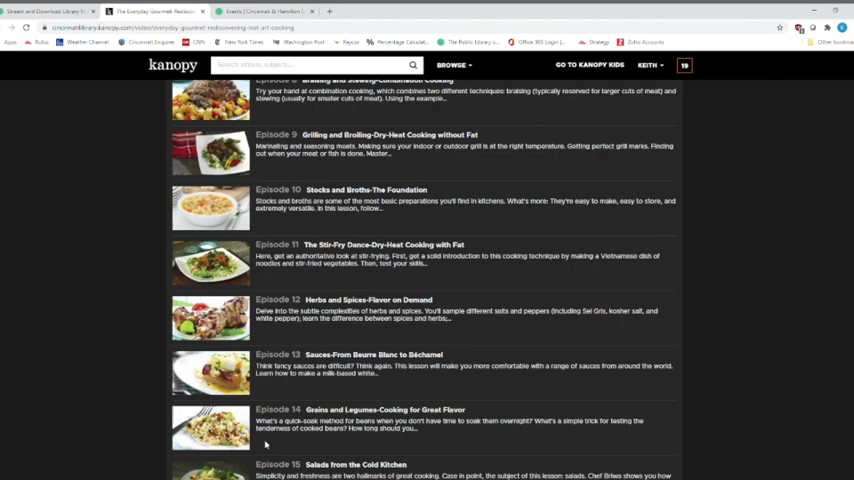 Stream and Download Library M
The Everyday Gourmet: Rediscov
Events | Cincinnati & Hamilton C
cincinnatilibrary.kanopy.com/video/everyday-gourmet-rediscovering-lost-art-cooking
Apps
Rufus
Weather Channel
Cincinnati Enquirer
CNN
New York Times
Washington Post
Keycor
Percentage Calculat...
The Public Library o...
Office 365 Login |...
Strategy
Zoho Accounts
Other bookmar
kanopy
Search videos, subjects...
BROWSE
GO TO KANOPY KIDS
KEITH
19
Episode 8 Braising and Stewing-Combination Cooking
Try your hand at combination cooking, which combines two different techniques: braising (typically reserved for larger cuts of meat) and
stewing (usually for smaller cuts of meat). Using the example...
Episode 9 Grilling and Broiling-Dry-Heat Cooking without Fat
Marinating and seasoning meats. Making sure your indoor or outdoor grill is at the right temperature. Getting perfect grill marks. Finding
out when your meat or fish is done. Master...
Episode 10 Stocks and Broths-The Foundation
Stocks and broths are some of the most basic preparations you'll find in kitchens. What's more: They're easy to make, easy to store, and
extremely versatile. In this lesson, follow...
Episode 11 The Stir-Fry Dance-Dry-Heat Cooking with Fat
Here, get an authoritative look at stir-frying. First, get a solid introduction to this cooking technique by making a Vietnamese dish of
noodles and stir-fried vegetables. Then, test your skills...
Episode 12 Herbs and Spices-Flavor on Demand
Delve into the subtle complexities of herbs and spices. You'll sample different salts and peppers (including Sel Gris, kosher salt, and
white pepper); learn the difference between spices and herbs;...
Episode 13 Sauces-From Beurre Blanc to Béchamel
Think fancy sauces are difficult? Think again. This lesson will make you more comfortable with a range of sauces from around the world.
Learn how to make a milk-based white...
Episode 14 Grains and Legumes-Cooking for Great Flavor
What's a quick-soak method for beans when you don't have time to soak them overnight? What's a simple trick for testing the
tenderness of cooked beans? How long should you...
Episode 15 Salads from the Cold Kitchen
Simplicity and freshness are two hallmarks of great cooking. Case in point, the subject of this lesson: salads. Chef Briwa shows you how